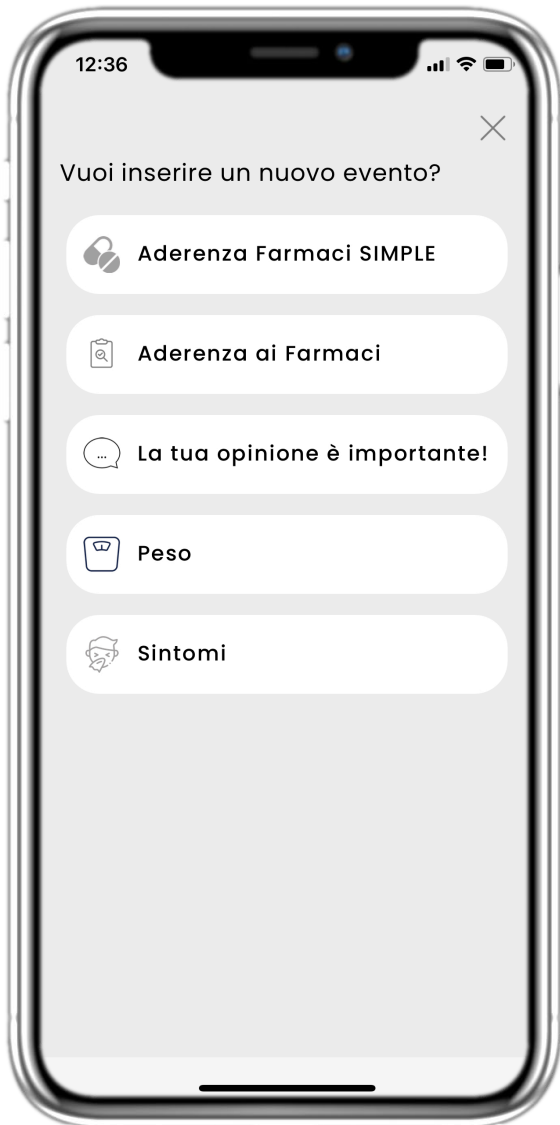 12:36
Vuoi inserire un nuovo evento?
Aderenza Farmaci SIMPLE
Aderenza ai Farmaci
La tua opinione è importante!
Peso
Sintomi